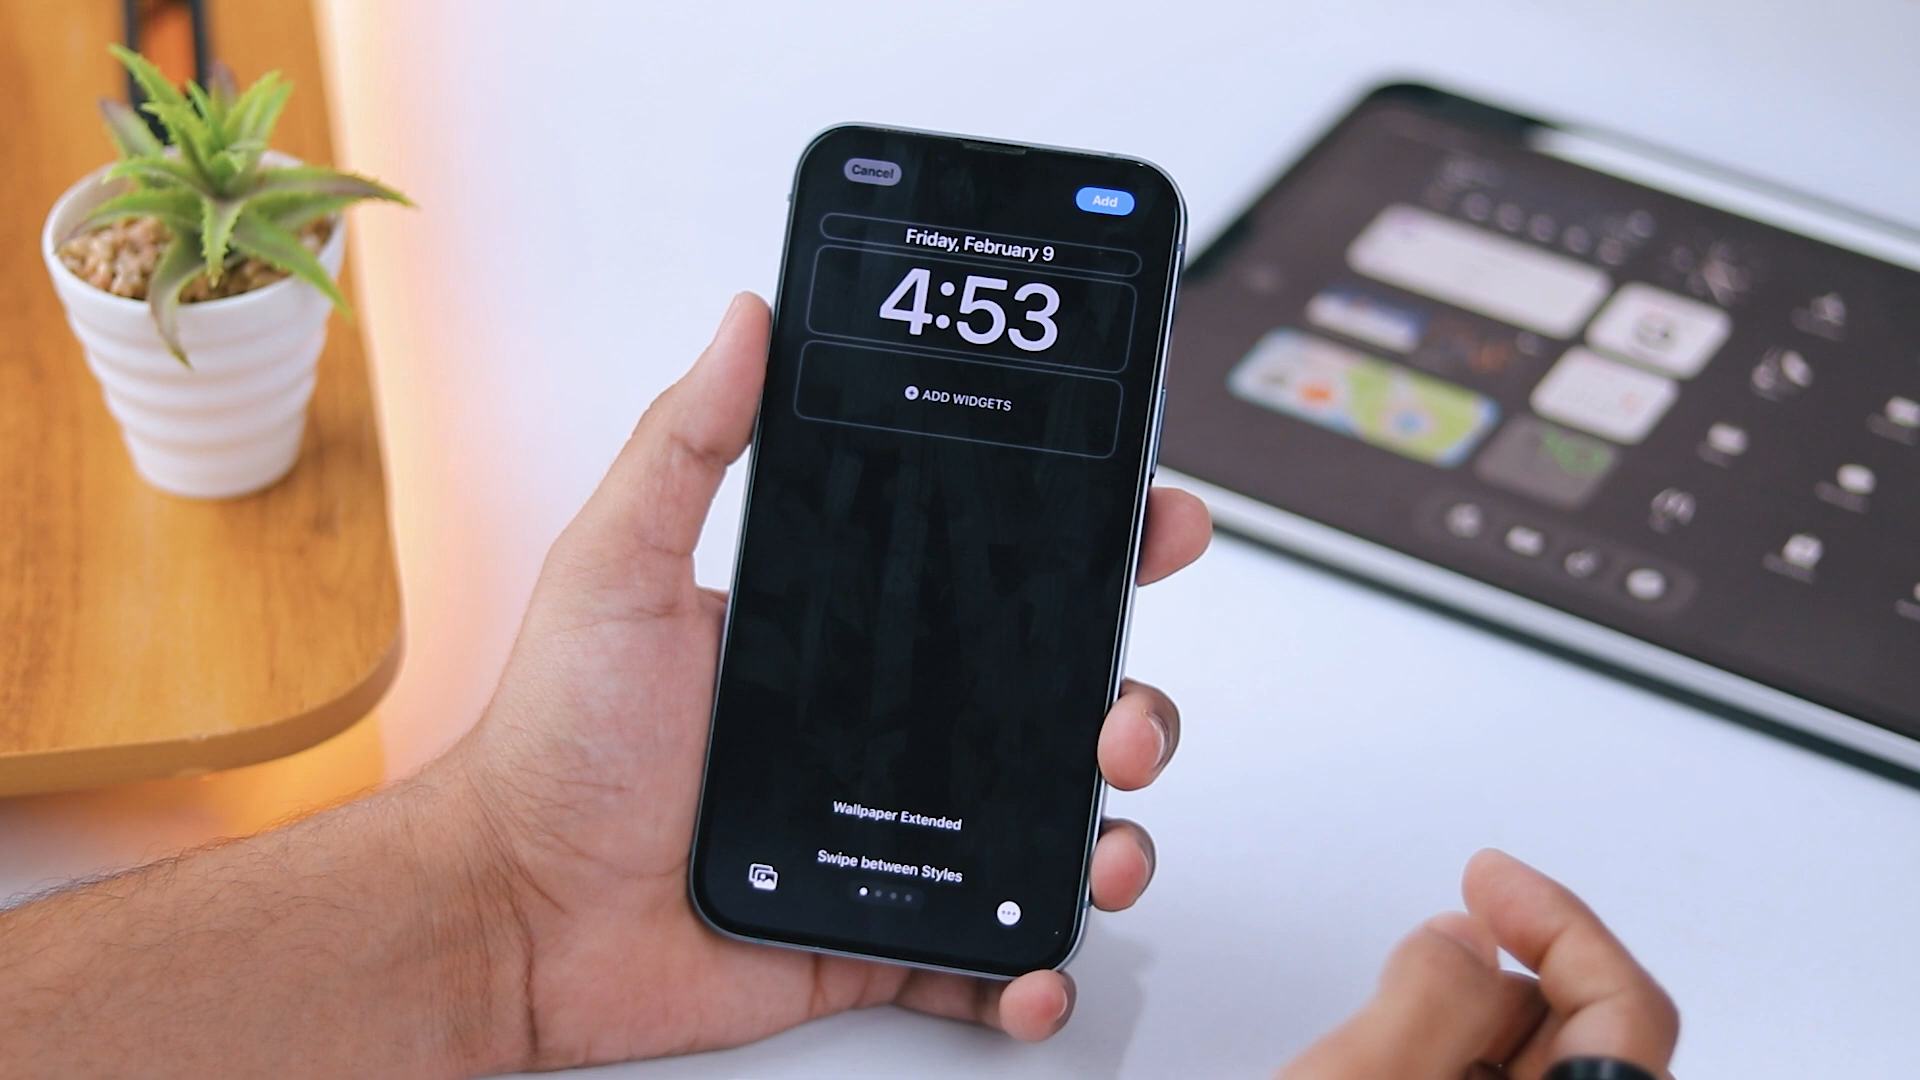 Cancel
Add
Friday, February 9
4:53
ADD WIDGETS
Wallpaper Extended
Swipe between Styles